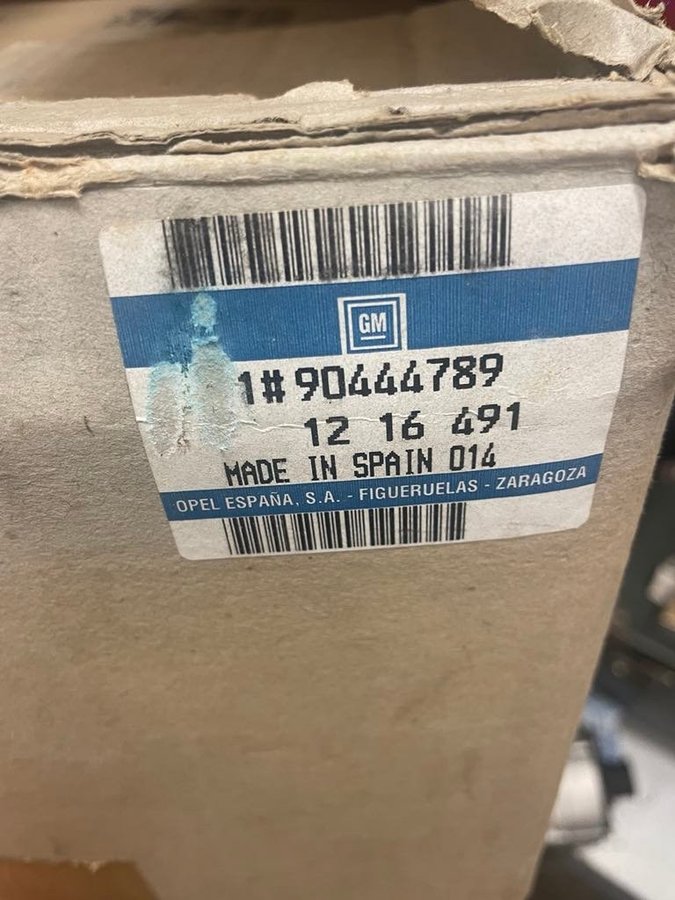 GM
1#90444789
12 16 491
MADE IN SPAIN 014
OPEL ESPAÑA, S.A. - FIGUERUELAS - ZARAGOZA